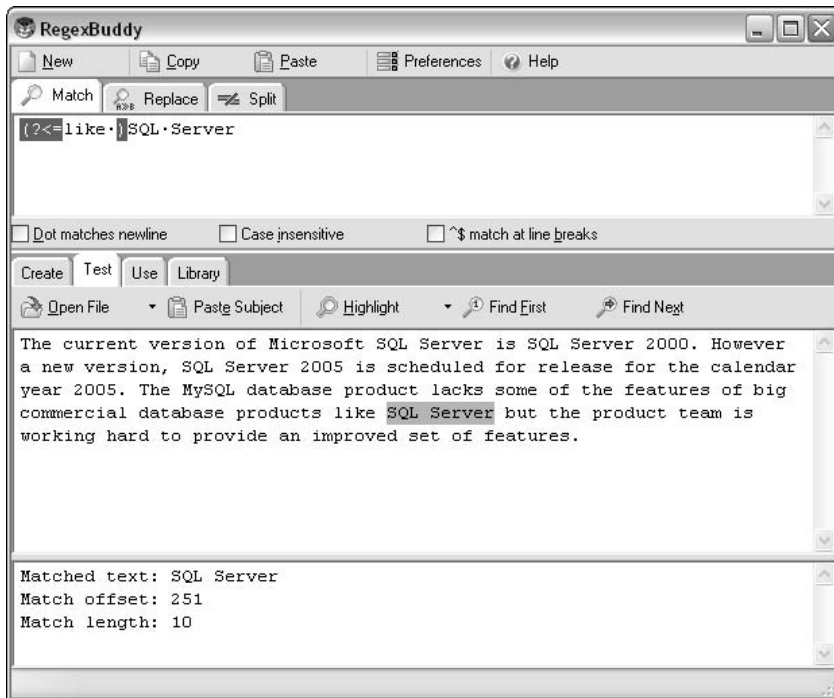 RegexBuddy
New Copy Paste Preferences Help
Match Replace Split
(?<=like·)SQL·Server
Dot matches newline Case insensitive ^$ match at line breaks
Create Test Use Library
Open File Paste Subject Highlight Find First Find Next
The current version of Microsoft SQL Server is SQL Server 2000. However
a new version, SQL Server 2005 is scheduled for release for the calendar
year 2005. The MySQL database product lacks some of the features of big
commercial database products like SQL Server but the product team is
working hard to provide an improved set of features.
Matched text: SQL Server
Match offset: 251
Match length: 10